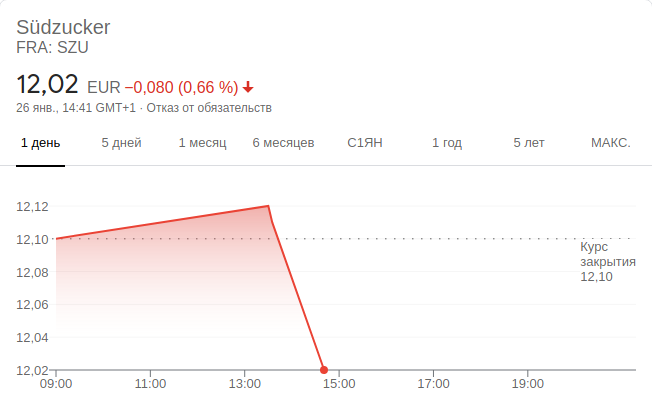 Südzucker
FRA: SZU
12,02 EUR −0,080 (0,66 %)
26 янв., 14:41 GMT+1 · Отказ от обязательств
1 день 5 дней 1 месяц 6 месяцев С1ЯН 1 год 5 лет МАКС.
12,12
12,10
Курс
закрытия
12,10
12,08
12,06
12,04
12,02
09:00 11:00 13:00 15:00 17:00 19:00